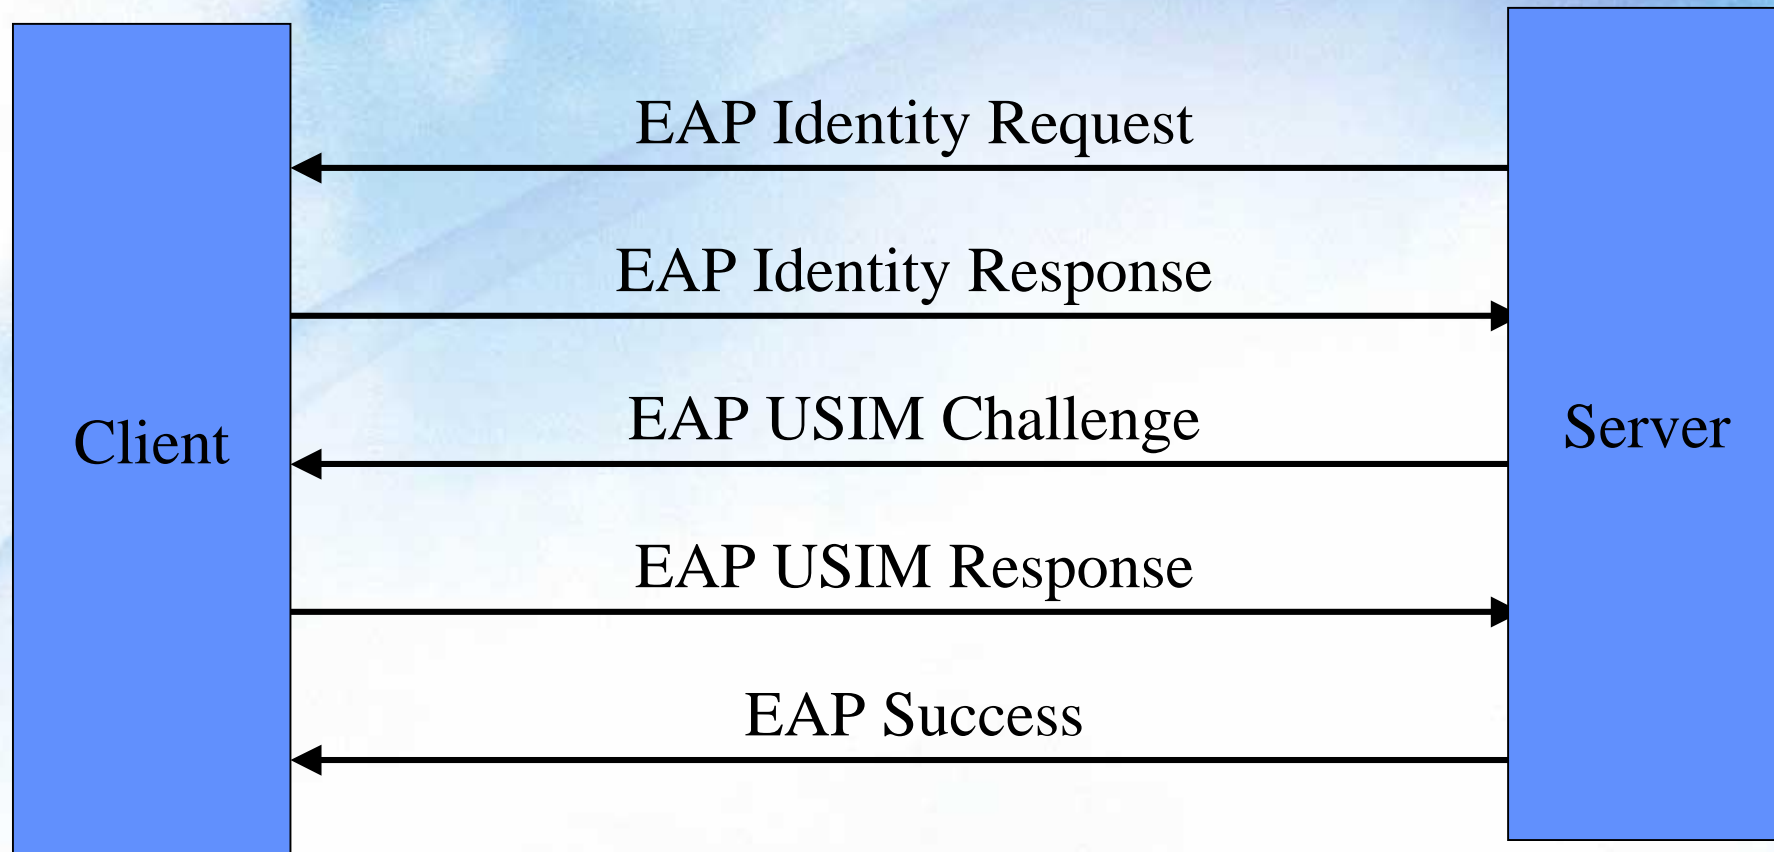 EAP Identity Request
EAP Identity Response
EAP USIM Challenge
Client
Server
EAP USIM Response
EAP Success